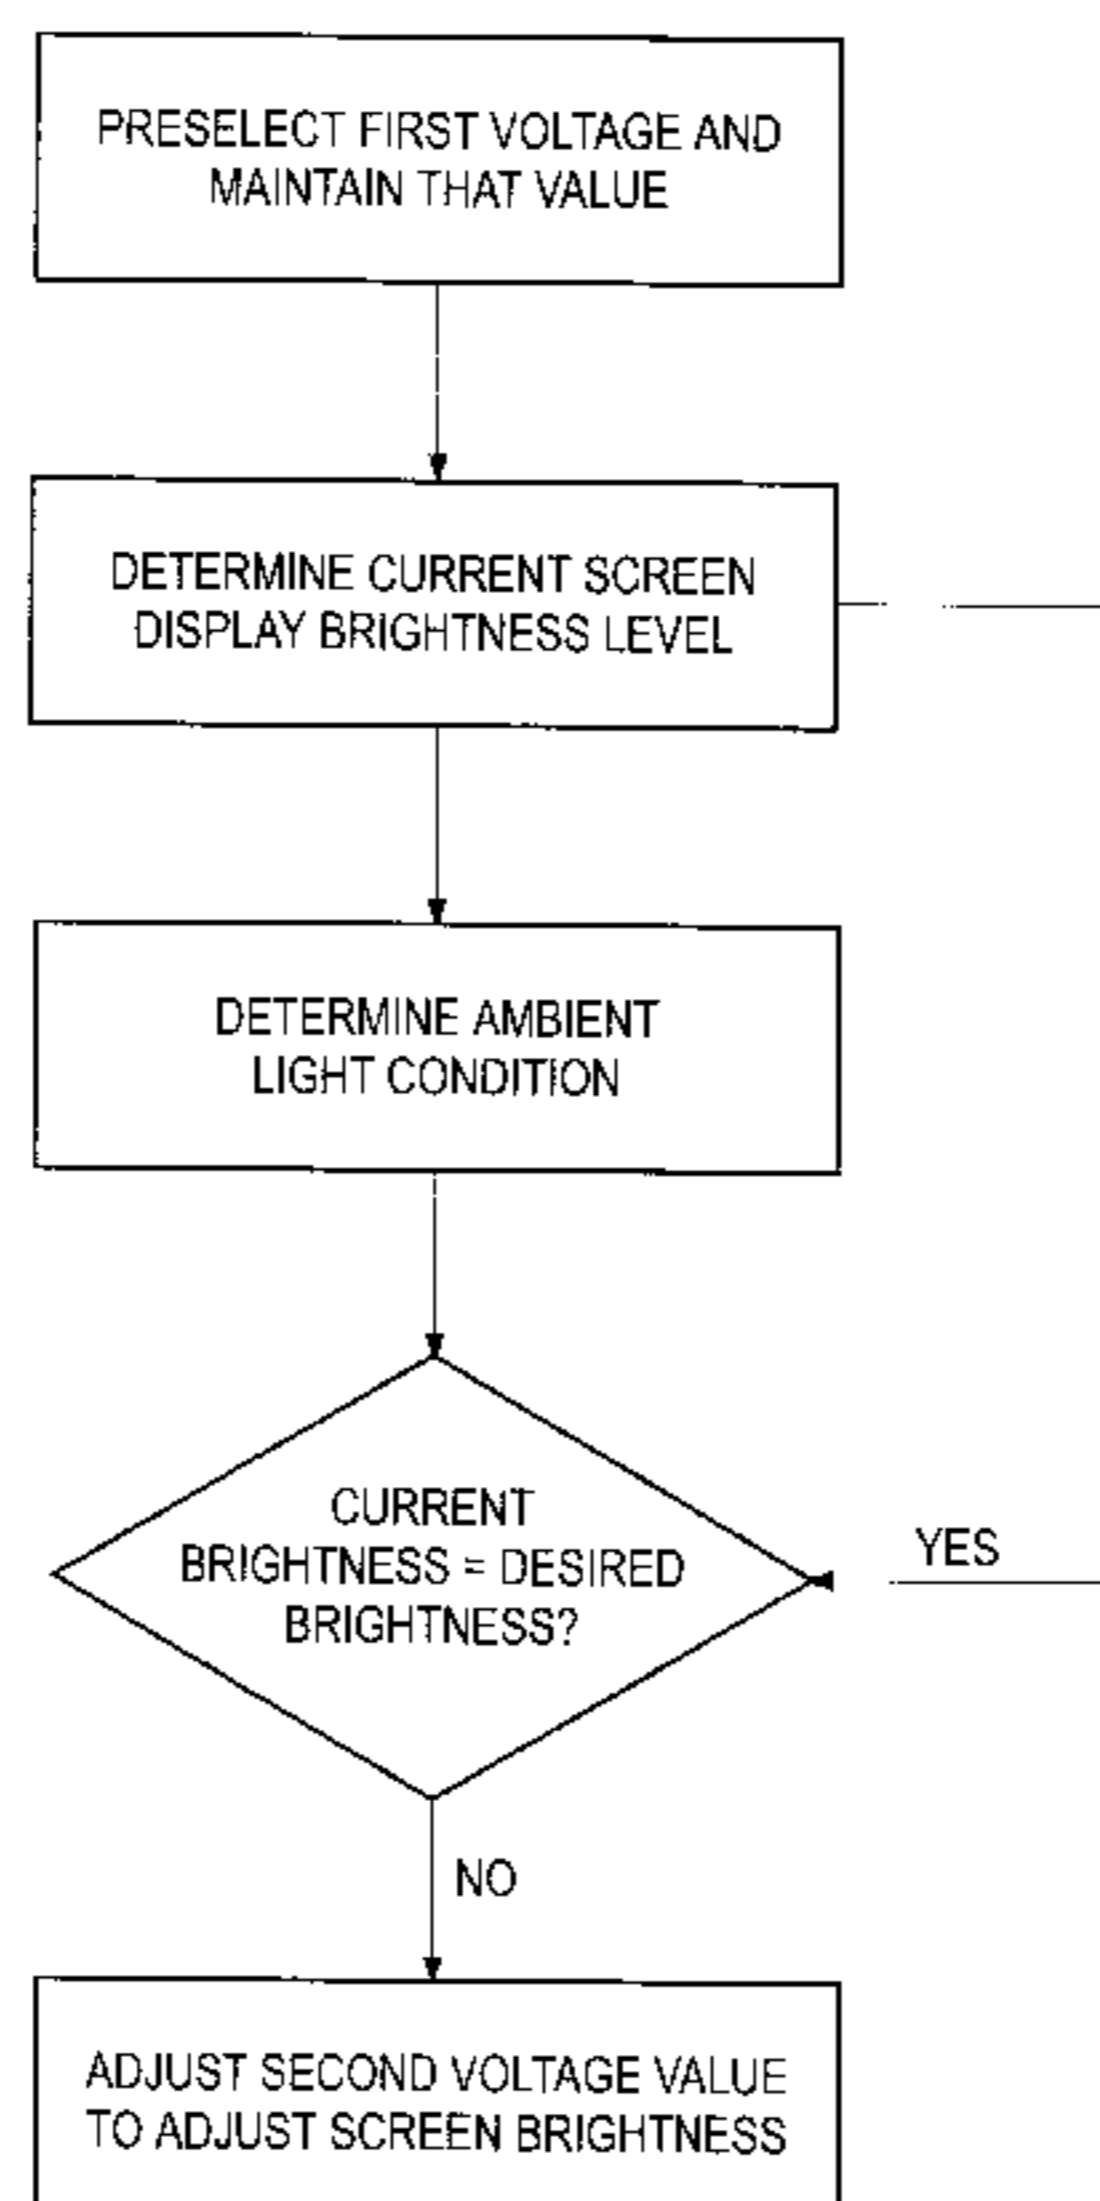 PRESELECT FIRST VOLTAGE AND
MAINTAIN THAT VALUE
DETERMINE CURRENT SCREEN
DISPLAY BRIGHTNESS LEVEL
DETERMINE AMBIENT
LIGHT CONDITION
CURRENT
BRIGHTNESS = DESIRED
BRIGHTNESS?
YES
NO
ADJUST SECOND VOLTAGE VALUE
TO ADJUST SCREEN BRIGHTNESS